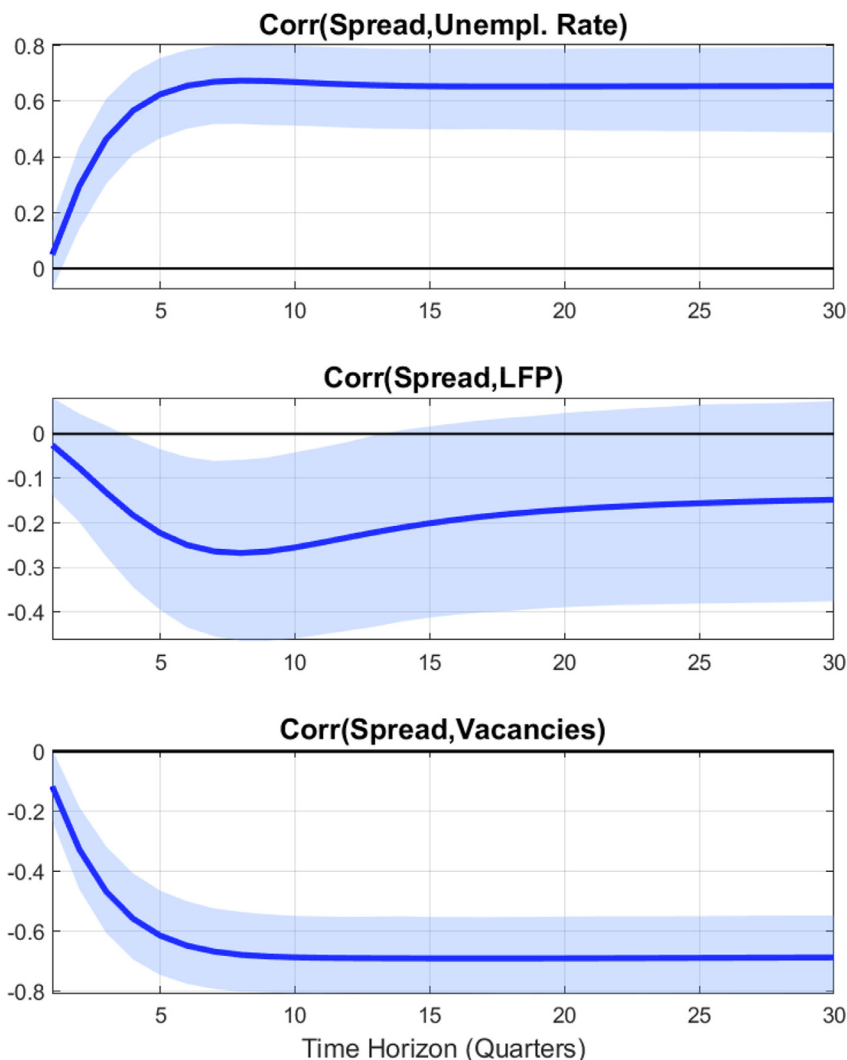 Corr(Spread,Unempl. Rate)
0.8
0.6
0.4
0.2
0
5 10 15 20 25 30
Corr(Spread,LFP)
0
-0.1
-0.2
-0.3
-0.4
5 10 15 20 25 30
Corr(Spread,Vacancies)
0
-0.2
-0.4
-0.6
-0.8
5 10 15 20 25 30
Time Horizon (Quarters)